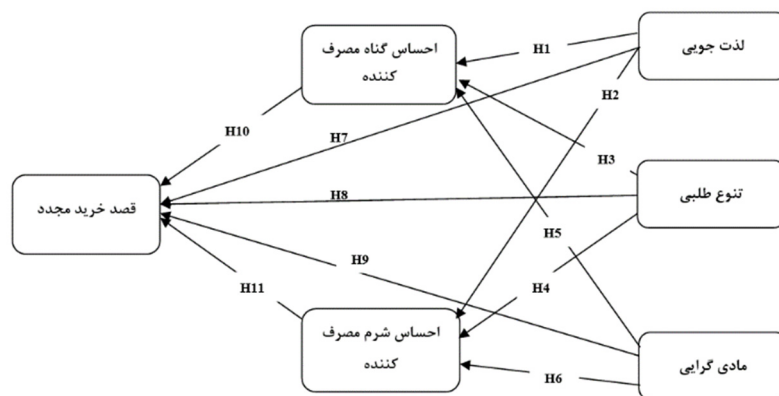 لذت جویی
H1
احساس گناه مصرف
کننده
H2
H10
H7
H3
تنوع طلبی
H8
قصد خرید مجدد
H5
H9
H4
H11
احساس شرم مصرف
کننده
مادی گرایی
H6